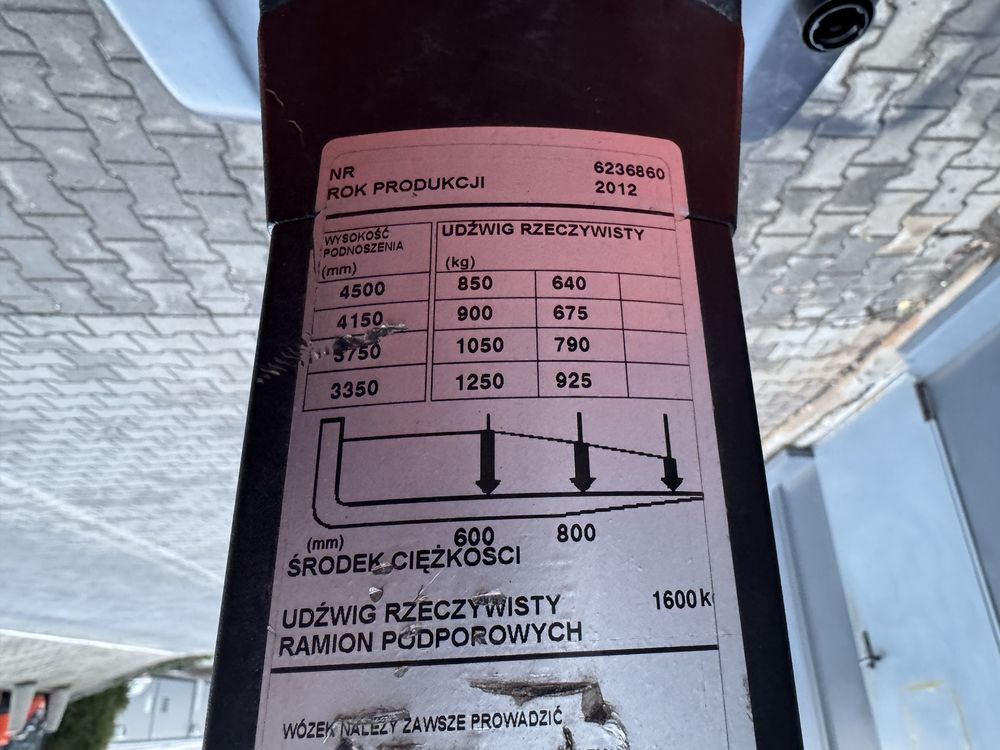 NR 6236860
ROK PRODUKCJI 2012
WYSOKOŚĆ UDŹWIG RZECZYWISTY
PODNOSZENIA
(mm) (kg)
4500 850 640
4150 900 675
3750 1050 790
3350 1250 925
(mm) 600 800
ŚRODEK CIĘŻKOSCI
UDŹWIG RZECZYWISTY 1600k
RAMION PODPOROWYCH
WÓZEK NALEŻY ZAWSZE PROWADZIĆ